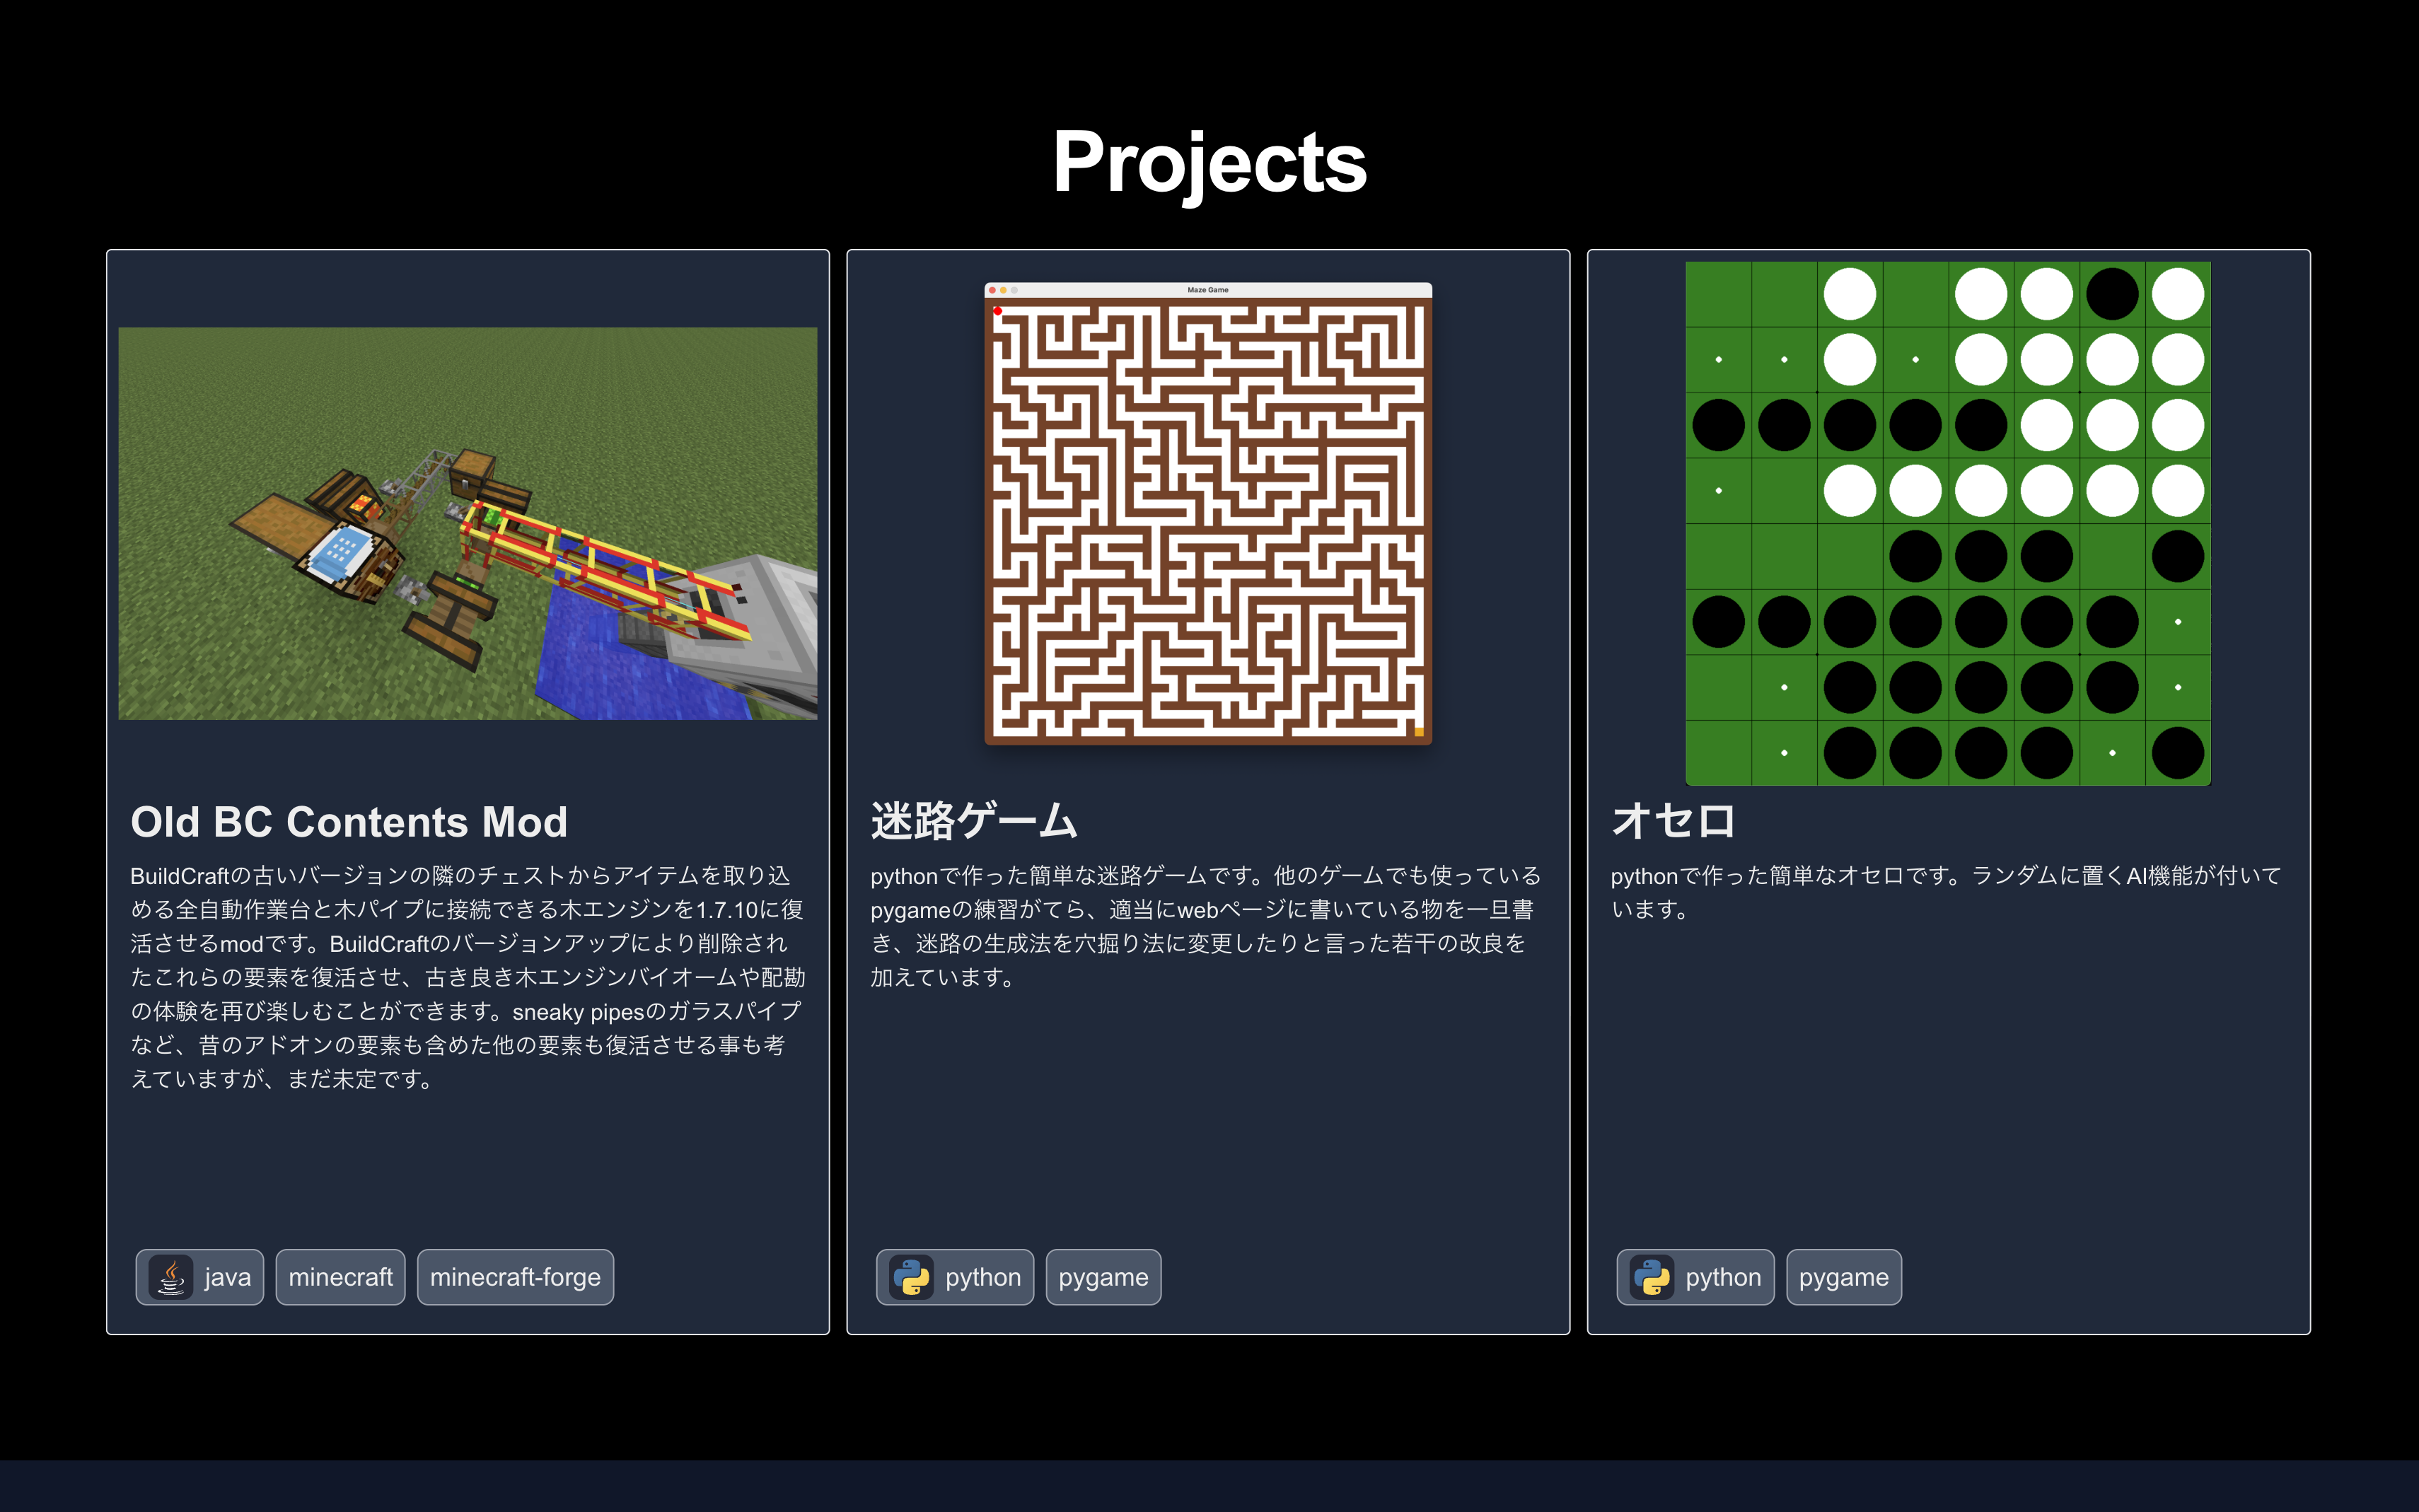 Projects
Old BC Contents Mod
BuildCraftの古いバージョンの隣のチェストからアイテムを取り込
める全自動作業台と木パイプに接続できる木エンジンを1.7.10に復
活させるmodです。BuildCraftのバージョンアップにより削除され
たこれらの要素を復活させ、古き良き木エンジンバイオームや配勘
の体験を再び楽しむことができます。sneaky pipesのガラスパイプ
など、昔のアドオンの要素も含めた他の要素も復活させる事も考
えていますが、まだ未定です。
java
minecraft
minecraft-forge
Maze Game
迷路ゲーム
pythonで作った簡単な迷路ゲームです。他のゲームでも使っている
pygameの練習がてら、適当にwebページに書いている物を一旦書
き、迷路の生成法を穴掘り法に変更したりと言った若干の改良を
加えています。
python
pygame
オセロ
pythonで作った簡単なオセロです。ランダムに置くAI機能が付いて
います。
python
pygame